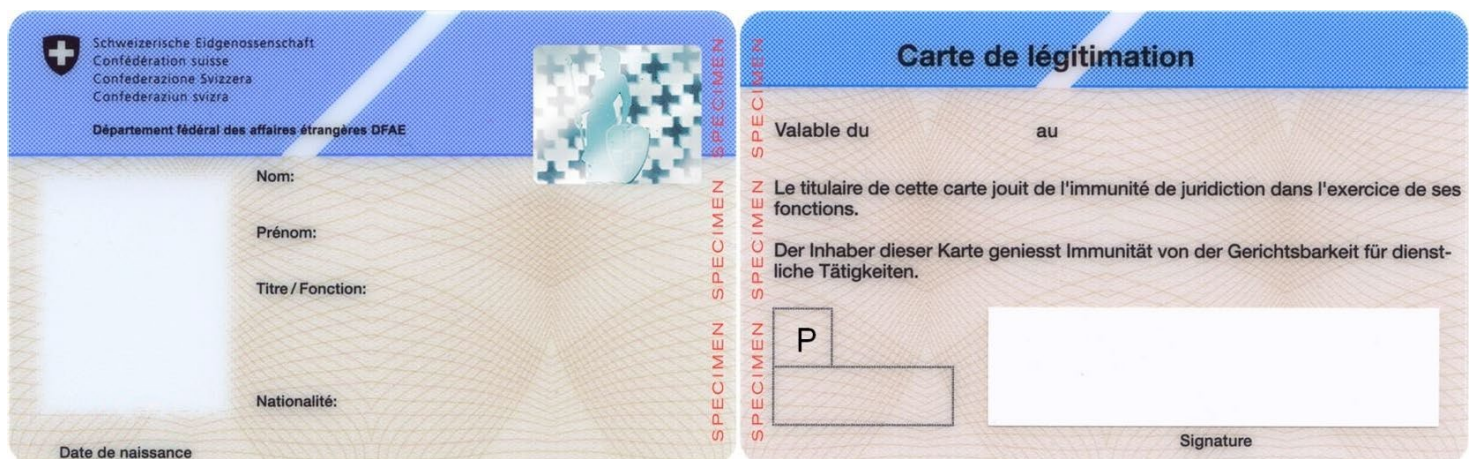 Schweizerische Eidgenossenschaft
Confédération suisse
Confederazione Svizzera
Confederaziun svizra
Département fédéral des affaires étrangères DFAE
Nom:
Prénom:
Titre / Fonction:
Nationalité:
Date de naissance
SPECIMEN SPECIMEN SPECIMEN
SPECIMEN SPECIMEN SPECIMEN
Carte de légitimation
Valable du au
Le titulaire de cette carte jouit de l'immunité de juridiction dans l'exercice de ses
fonctions.
Der Inhaber dieser Karte geniesst Immunität von der Gerichtsbarkeit für dienst-
liche Tätigkeiten.
P
Signature